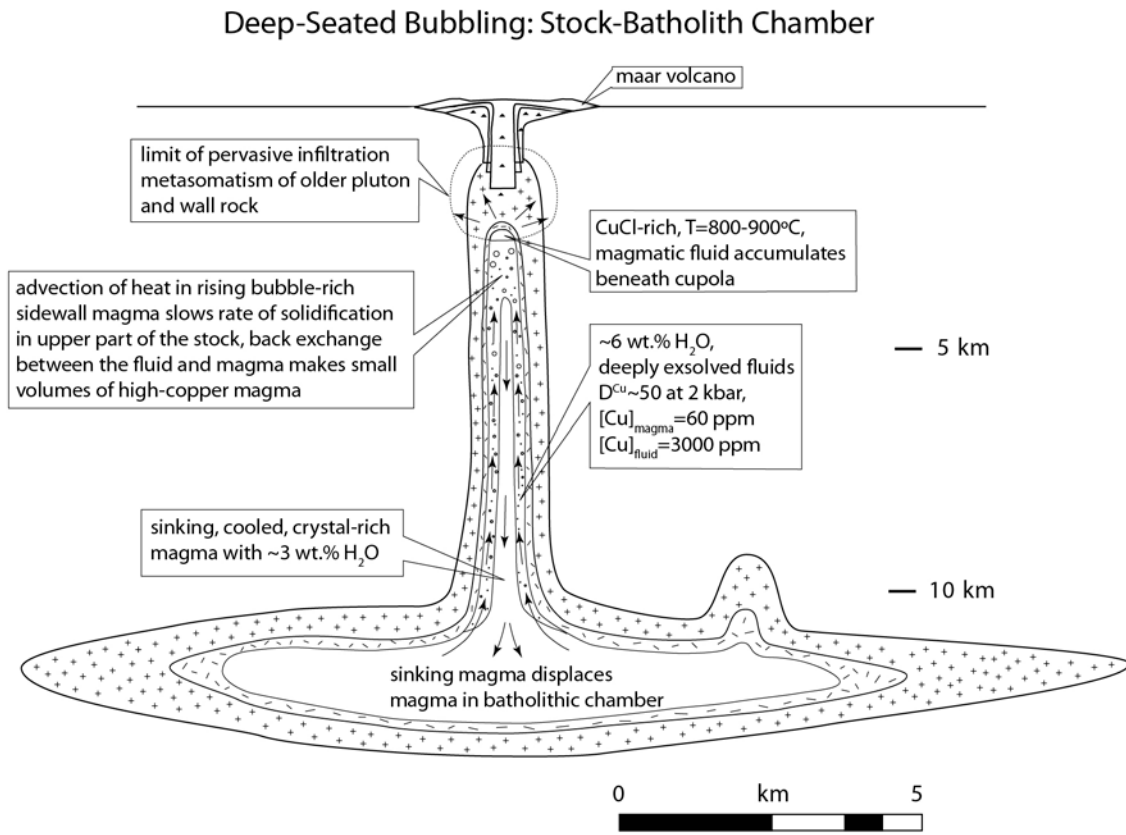 Deep-Seated Bubbling: Stock-Batholith Chamber
maar volcano
limit of pervasive infiltration
metasomatism of older pluton
and wall rock
CuCl-rich, T=800-900ºC,
magmatic fluid accumulates
beneath cupola
advection of heat in rising bubble-rich
sidewall magma slows rate of solidification
in upper part of the stock, back exchange
between the fluid and magma makes small
volumes of high-copper magma
5 km
~6 wt.% H₂O,
deeply exsolved fluids
Dᶜᵘ~50 at 2 kbar,
[Cu]magma=60 ppm
[Cu]fluid=3000 ppm
sinking, cooled, crystal-rich
magma with ~3 wt.% H₂O
10 km
sinking magma displaces
magma in batholithic chamber
0 km 5